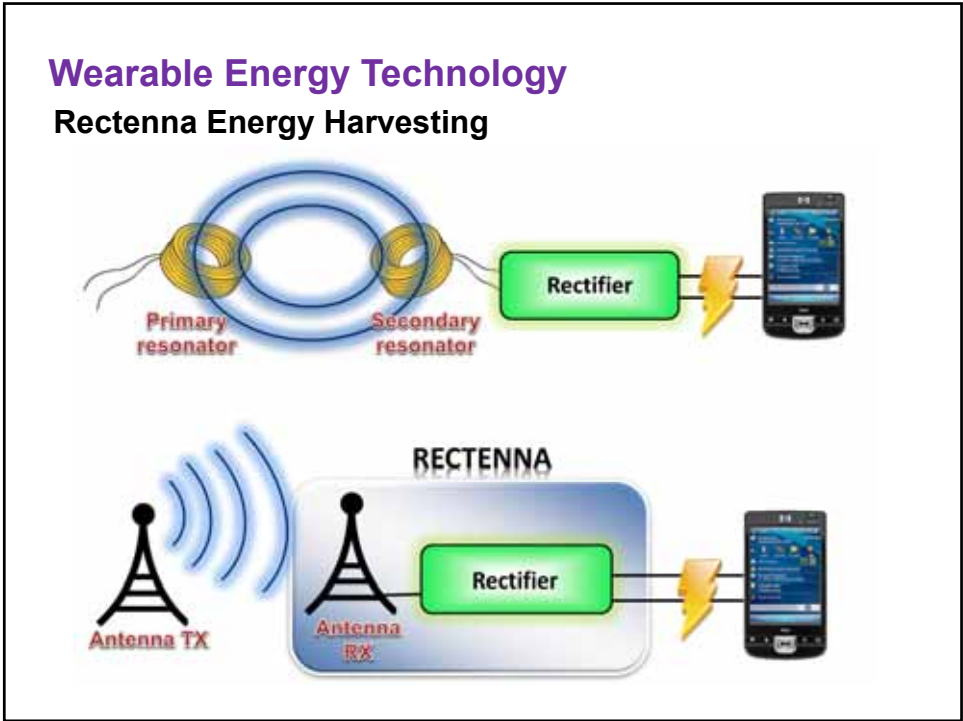 Wearable Energy Technology
Rectenna Energy Harvesting
Rectifier
Primary
resonator
Secondary
resonator
RECTENNA
Rectifier
Antenna TX
Antenna
RX